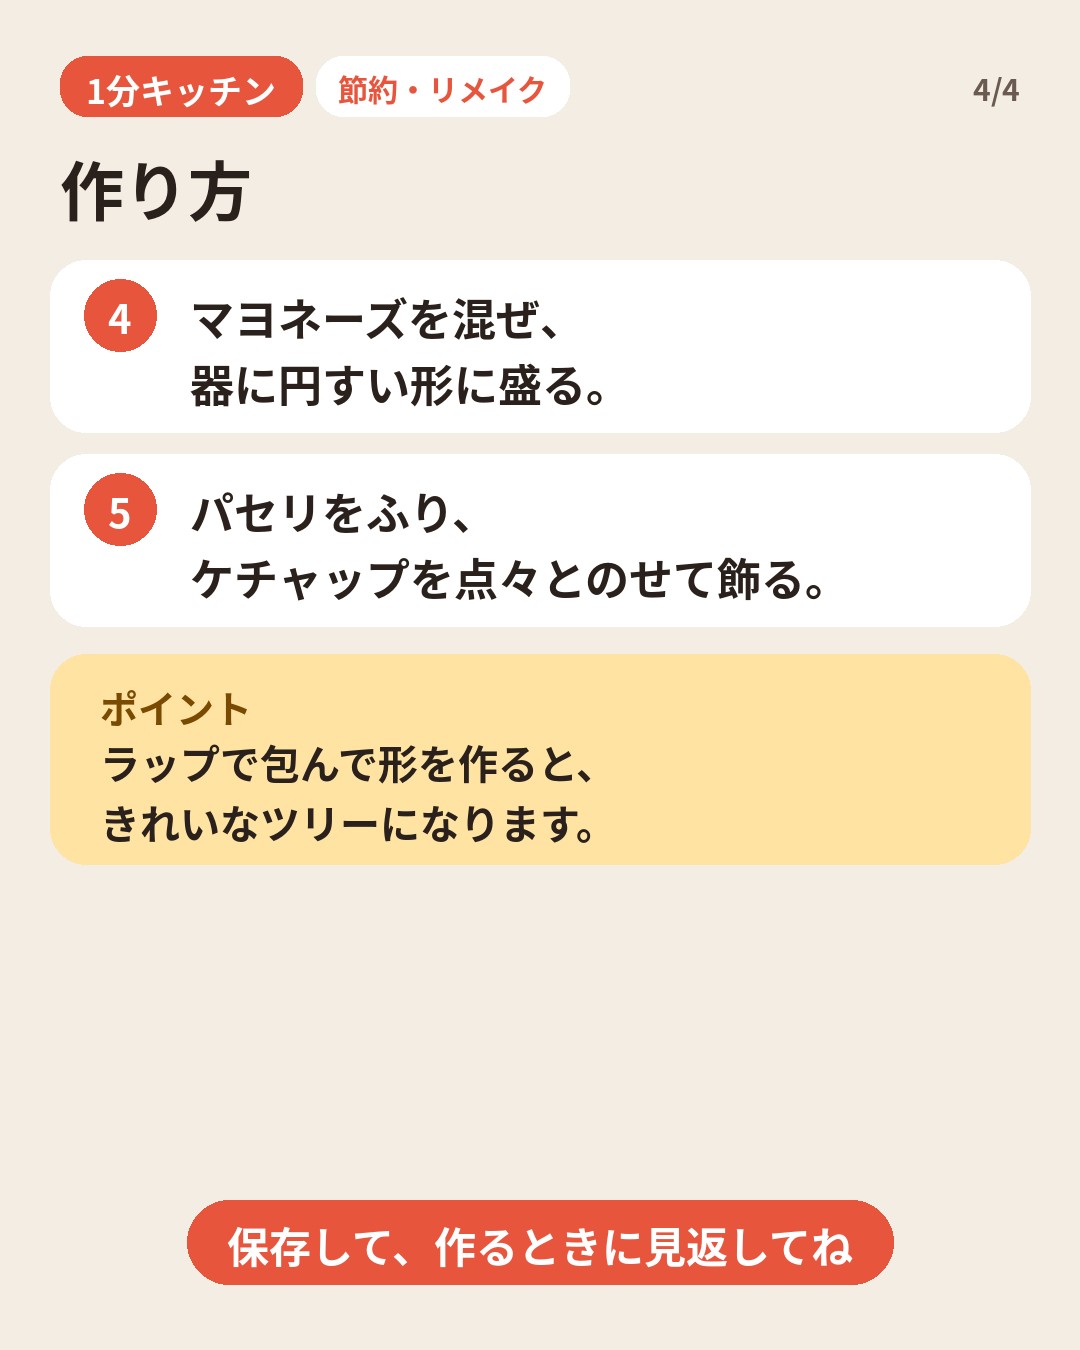 1分キッチン 節約・リメイク 4/4
作り方
4 マヨネーズを混ぜ、
器に円すい形に盛る。
5 パセリをふり、
ケチャップを点々とのせて飾る。
ポイント
ラップで包んで形を作ると、
きれいなツリーになります。
保存して、作るときに見返してね